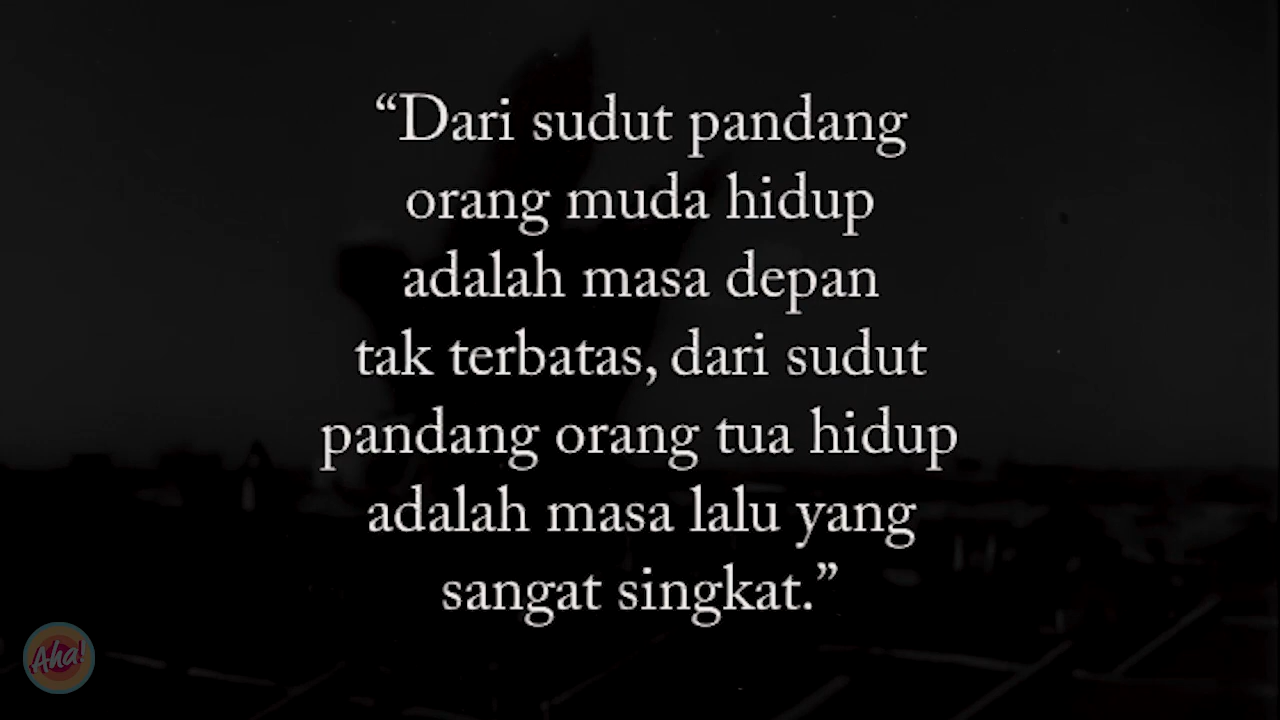 “Dari sudut pandang
orang muda hidup
adalah masa depan
tak terbatas, dari sudut
pandang orang tua hidup
adalah masa lalu yang
sangat singkat.”
Aha!